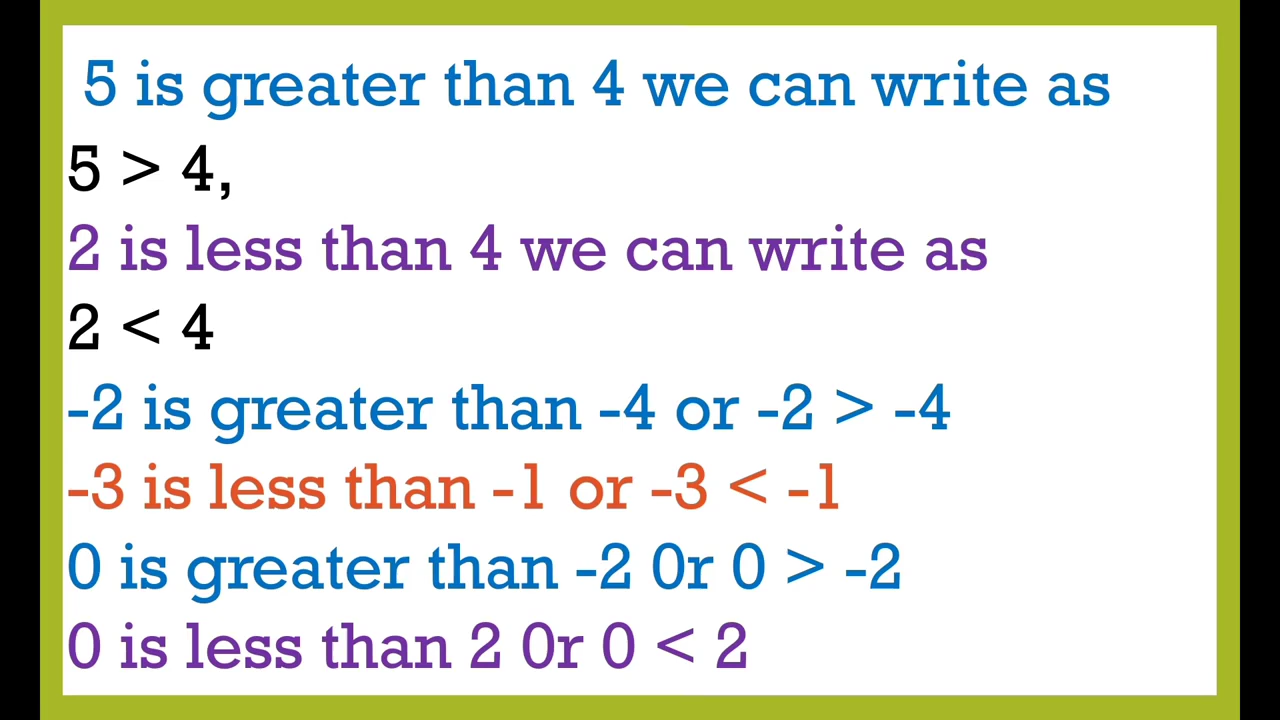 5 is greater than 4 we can write as
5 > 4,
2 is less than 4 we can write as
2 < 4
-2 is greater than -4 or -2 > -4
-3 is less than -1 or -3 < -1
0 is greater than -2 0r 0 > -2
0 is less than 2 0r 0 < 2